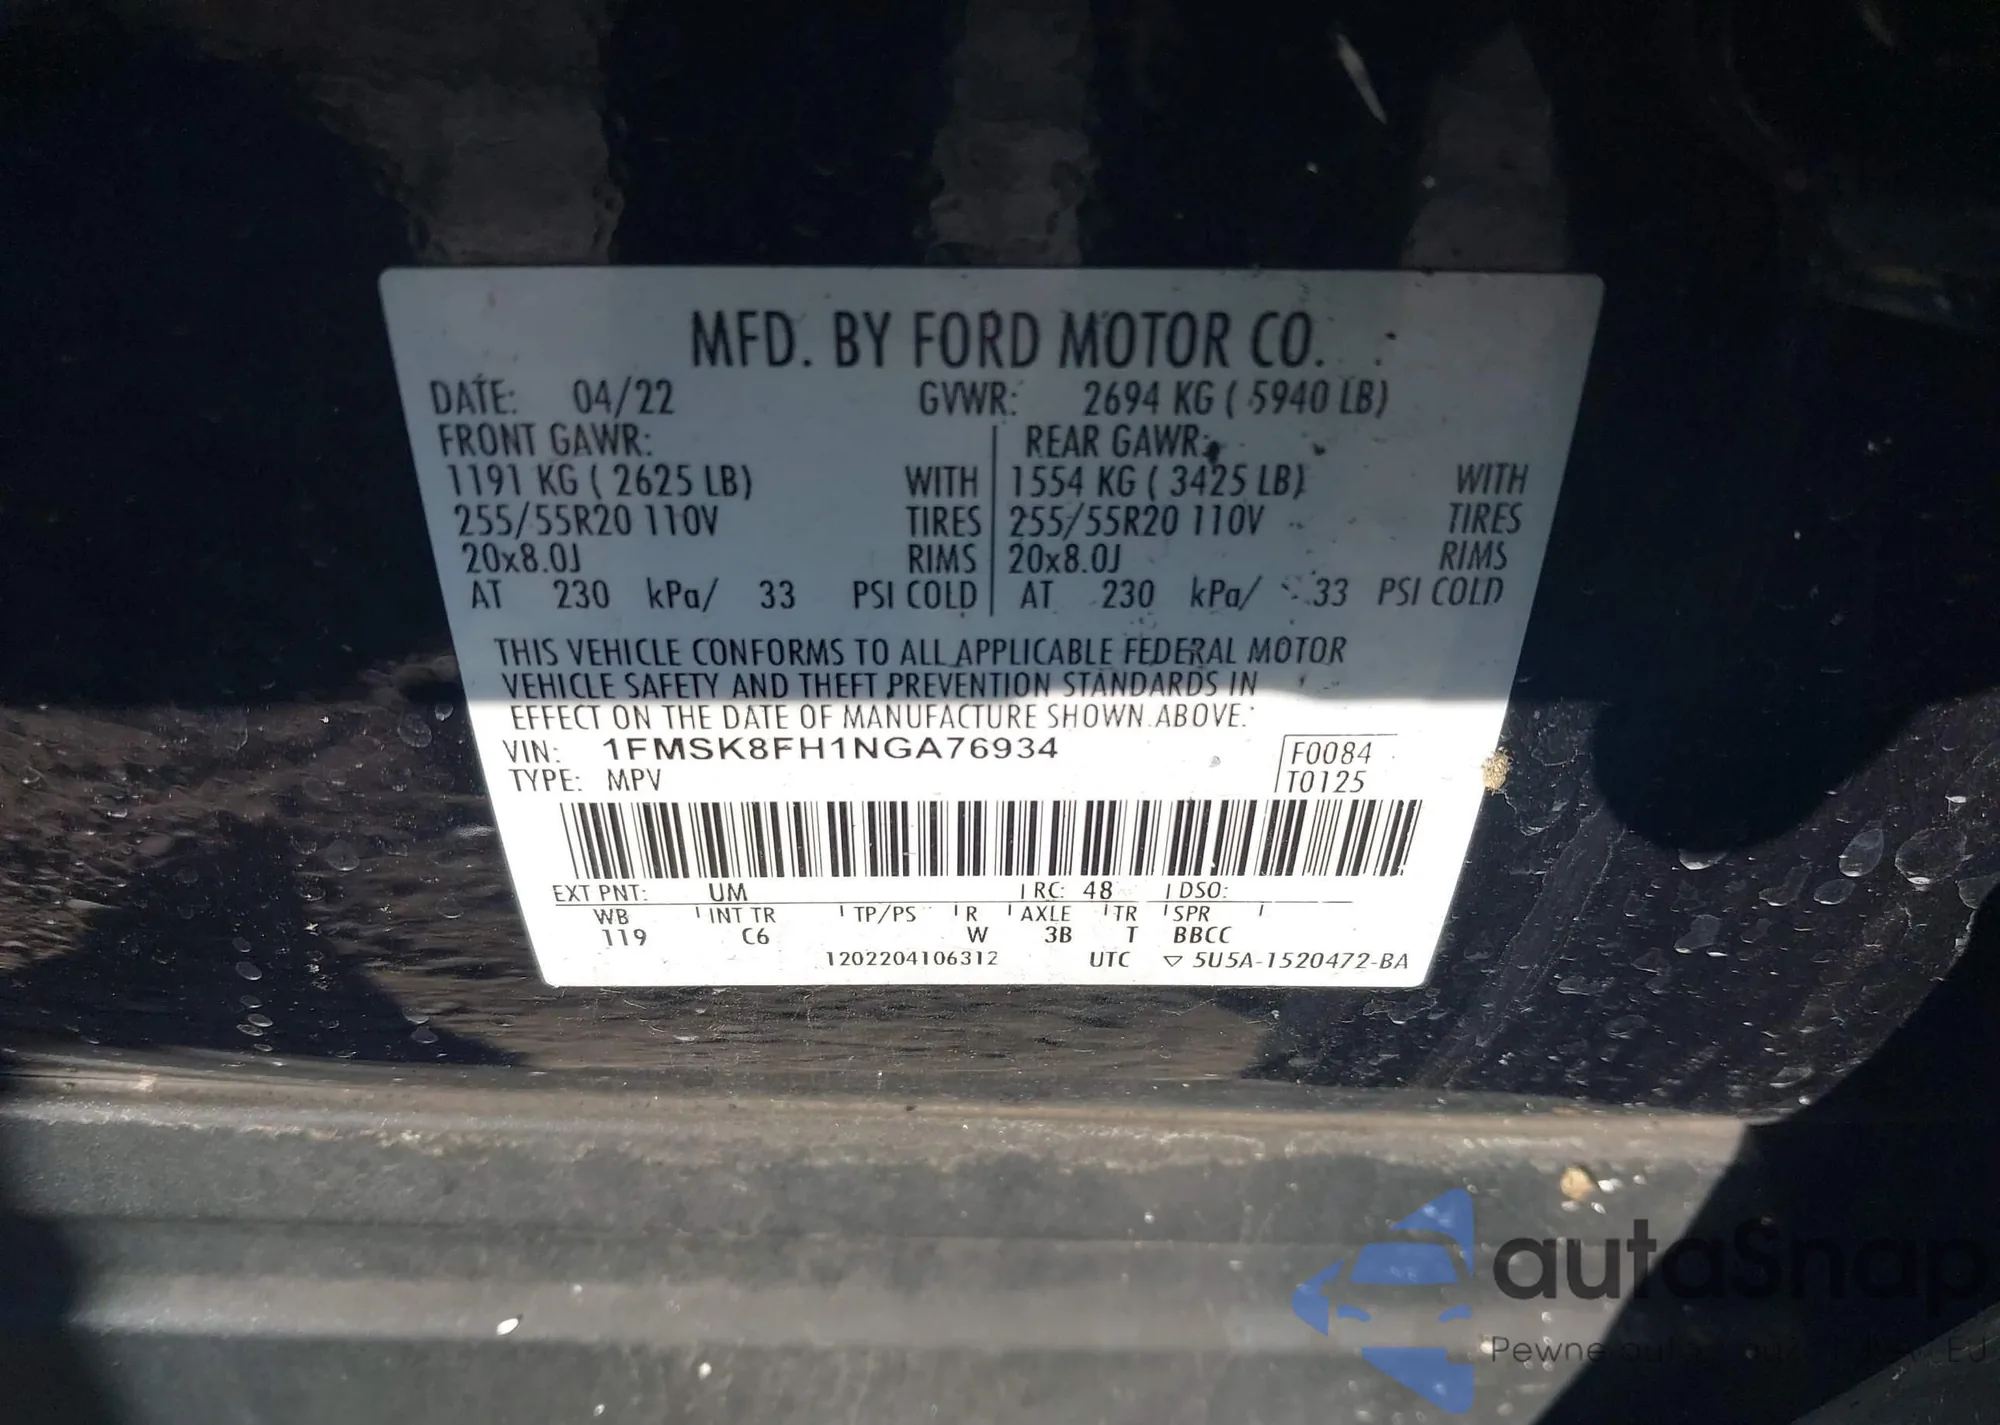 MFD. BY FORD MOTOR CO.
DATE: 04/22 GVWR: 2694 KG ( 5940 LB)
FRONT GAWR: REAR GAWR:
1191 KG ( 2625 LB) WITH 1554 KG ( 3425 LB) WITH
255/55R20 110V TIRES 255/55R20 110V TIRES
20x8.0J RIMS 20x8.0J RIMS
AT 230 kPa/ 33 PSI COLD AT 230 kPa/ 33 PSI COLD
THIS VEHICLE CONFORMS TO ALL APPLICABLE FEDERAL MOTOR
VEHICLE SAFETY AND THEFT PREVENTION STANDARDS IN
EFFECT ON THE DATE OF MANUFACTURE SHOWN ABOVE.
VIN: 1FMSK8FH1NGA76934 F0084
TYPE: MPV T0125
EXT PNT: UM RC: 48 DSO:
WB INT TR TP/PS R AXLE TR SPR
119 C6 W 3B T BBCC
1202204106312 UTC ▽ 5U5A-1520472-BA
autaSnap
Pewne